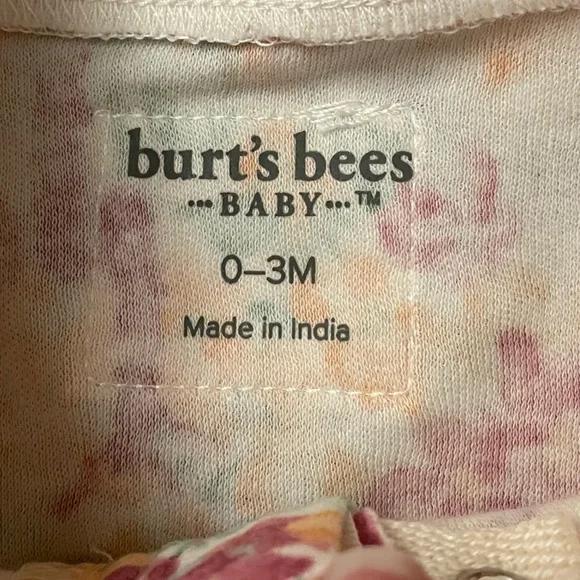 burt's bees
•••BABY•••™
0–3M
Made in India